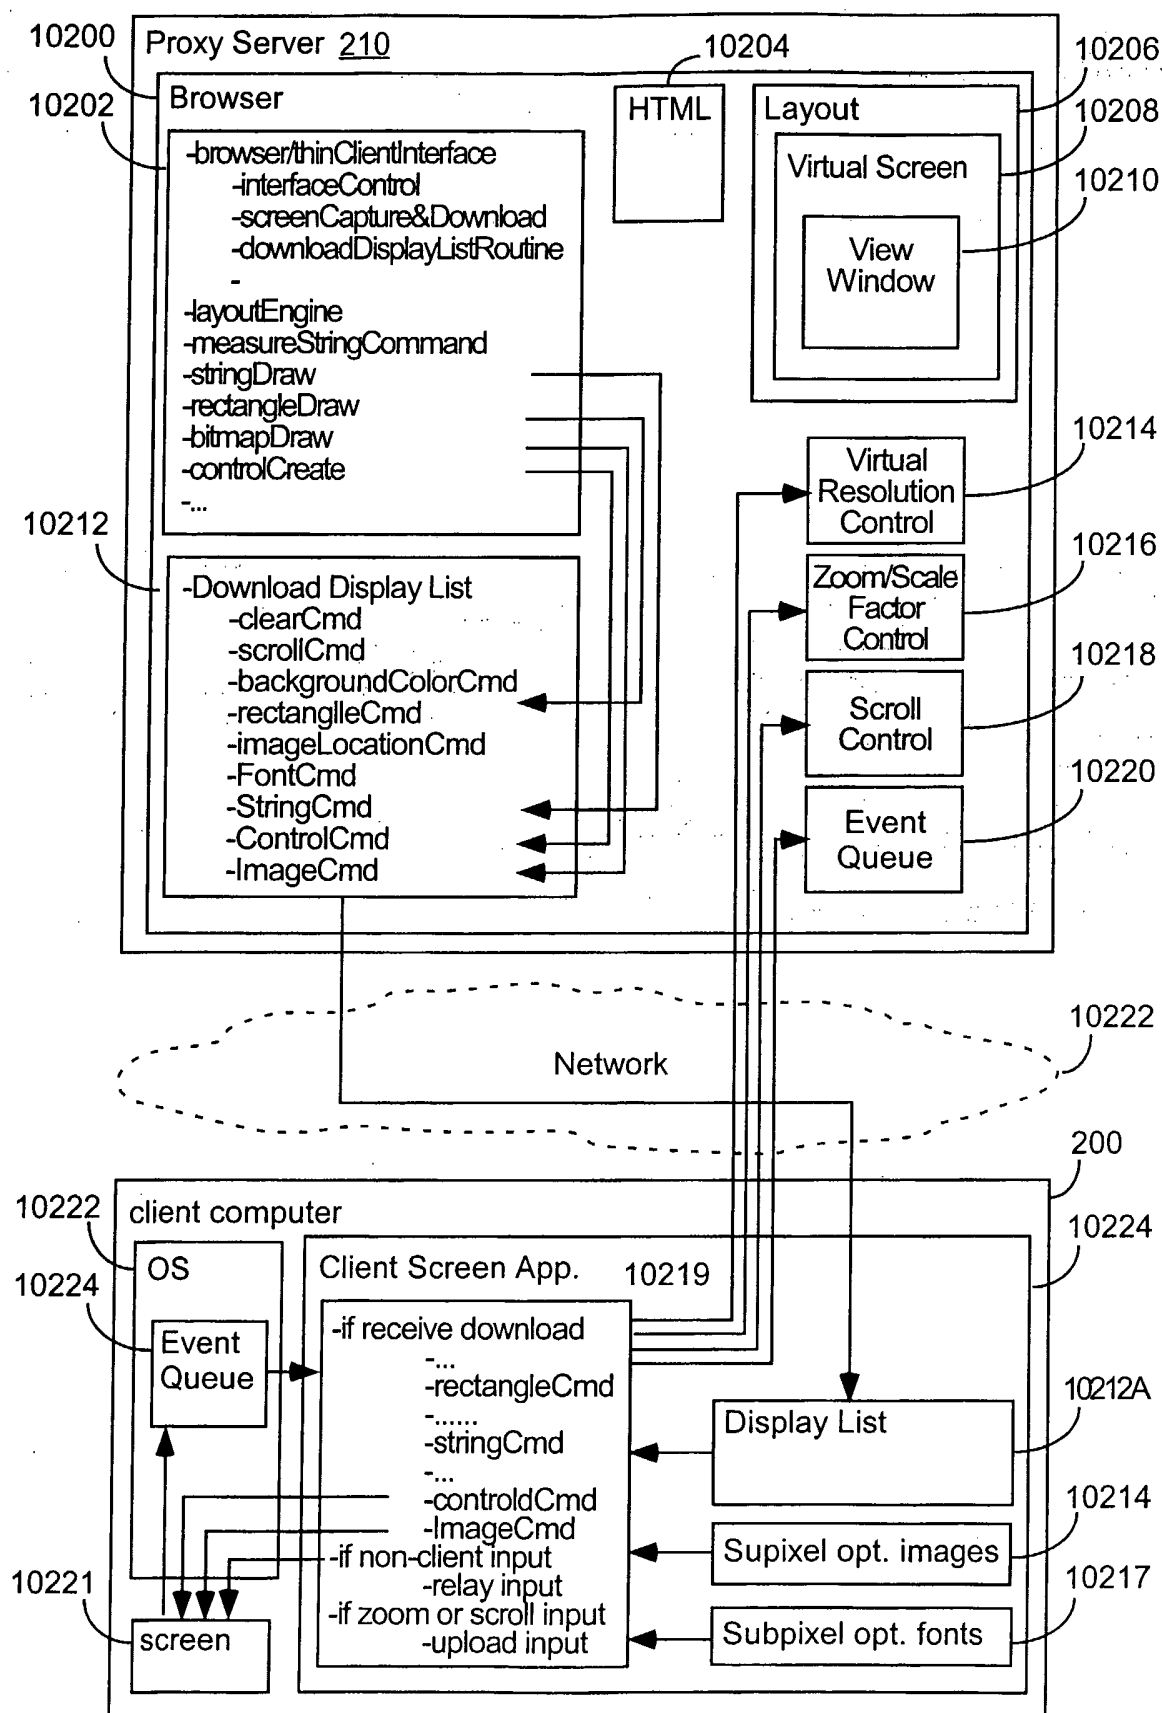 10200
Proxy Server 210
10204
10206
Browser
HTML
Layout
10202
10208
-browser/thinClientInterface
-interfaceControl
-screenCapture&Download
-downloadDisplayListRoutine
-
-layoutEngine
-measureStringCommand
-stringDraw
-rectangleDraw
-bitmapDraw
-controlCreate
-...
Virtual Screen
10210
View
Window
10214
Virtual
Resolution
Control
10212
10216
-Download Display List
-clearCmd
-scrollCmd
-backgroundColorCmd
-rectanglleCmd
-imageLocationCmd
-FontCmd
-StringCmd
-ControlCmd
-ImageCmd
Zoom/Scale
Factor
Control
10218
Scroll
Control
10220
Event
Queue
10222
Network
200
client computer
10222
10224
OS
Client Screen App.
10219
10224
Event
Queue
-if receive download
-...
-rectangleCmd
-......
-stringCmd
-...
-controldCmd
-ImageCmd
-if non-client input
-relay input
-if zoom or scroll input
-upload input
10212A
Display List
10214
Supixel opt. images
10217
Subpixel opt. fonts
10221
screen